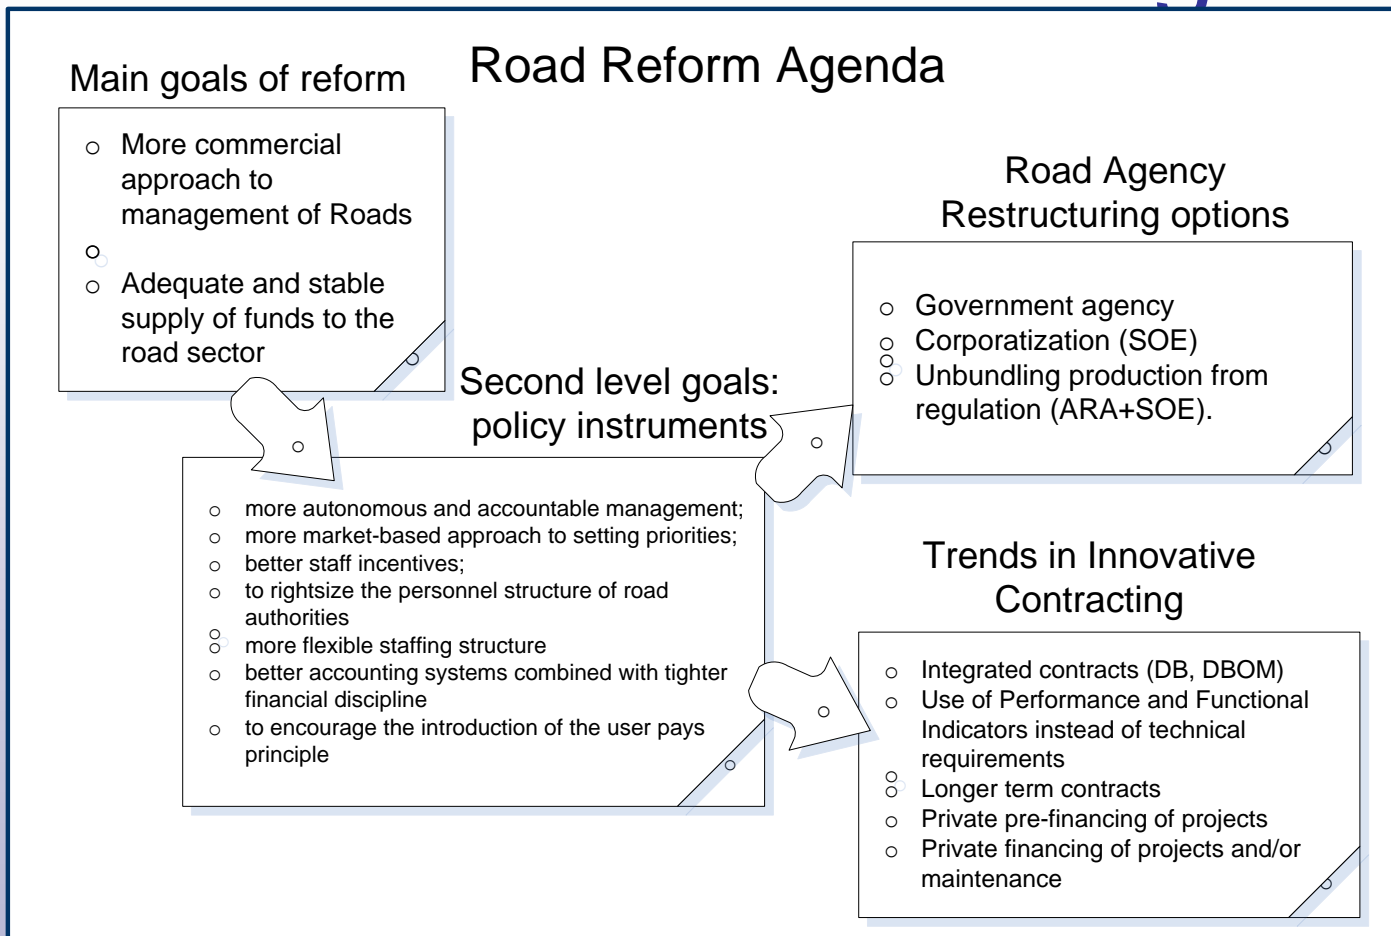 Road Reform Agenda
Main goals of reform
○ More commercial
approach to
management of Roads
○
○ Adequate and stable
supply of funds to the
road sector
Second level goals:
policy instruments
○ more autonomous and accountable management;
○ more market-based approach to setting priorities;
○ better staff incentives;
○ to rightsize the personnel structure of road
authorities
○
○ more flexible staffing structure
○ better accounting systems combined with tighter
financial discipline
○ to encourage the introduction of the user pays
principle
Road Agency
Restructuring options
○ Government agency
○ Corporatization (SOE)
○
○ Unbundling production from
regulation (ARA+SOE).
Trends in Innovative
Contracting
○ Integrated contracts (DB, DBOM)
○ Use of Performance and Functional
Indicators instead of technical
requirements
○
○ Longer term contracts
○ Private pre-financing of projects
○ Private financing of projects and/or
maintenance